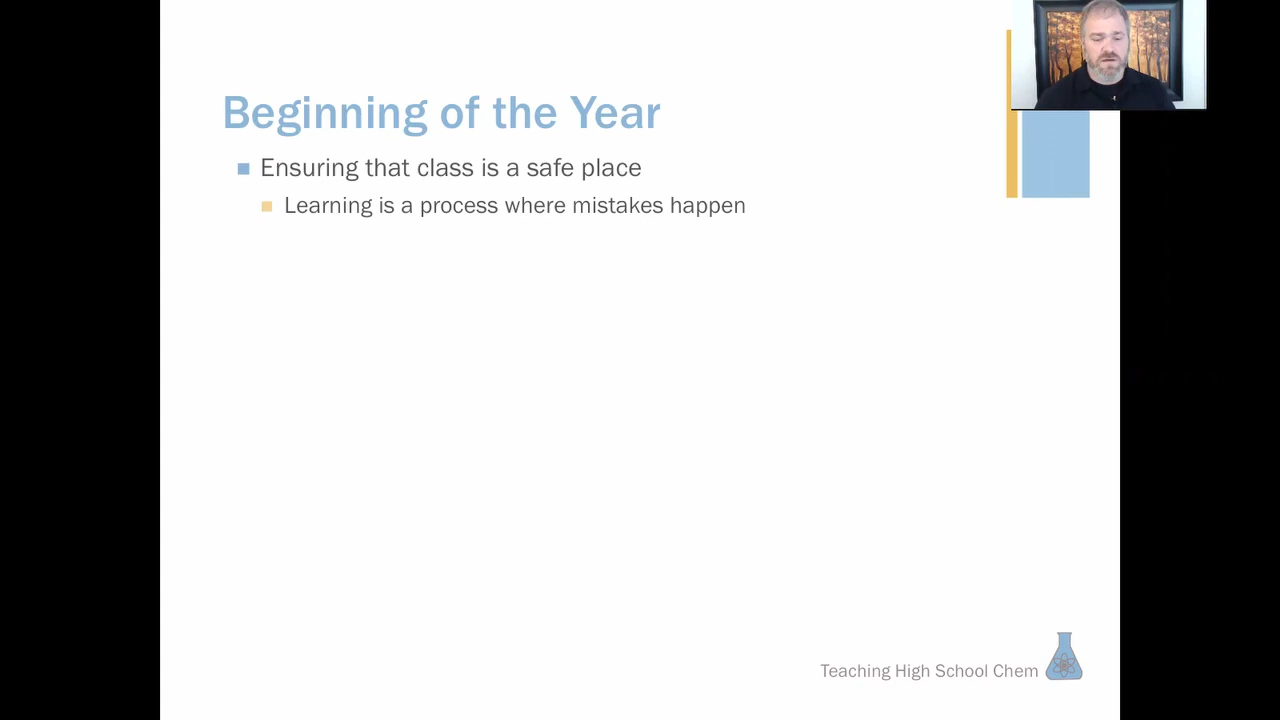 Beginning of the Year
Ensuring that class is a safe place
Learning is a process where mistakes happen
Teaching High School Chem